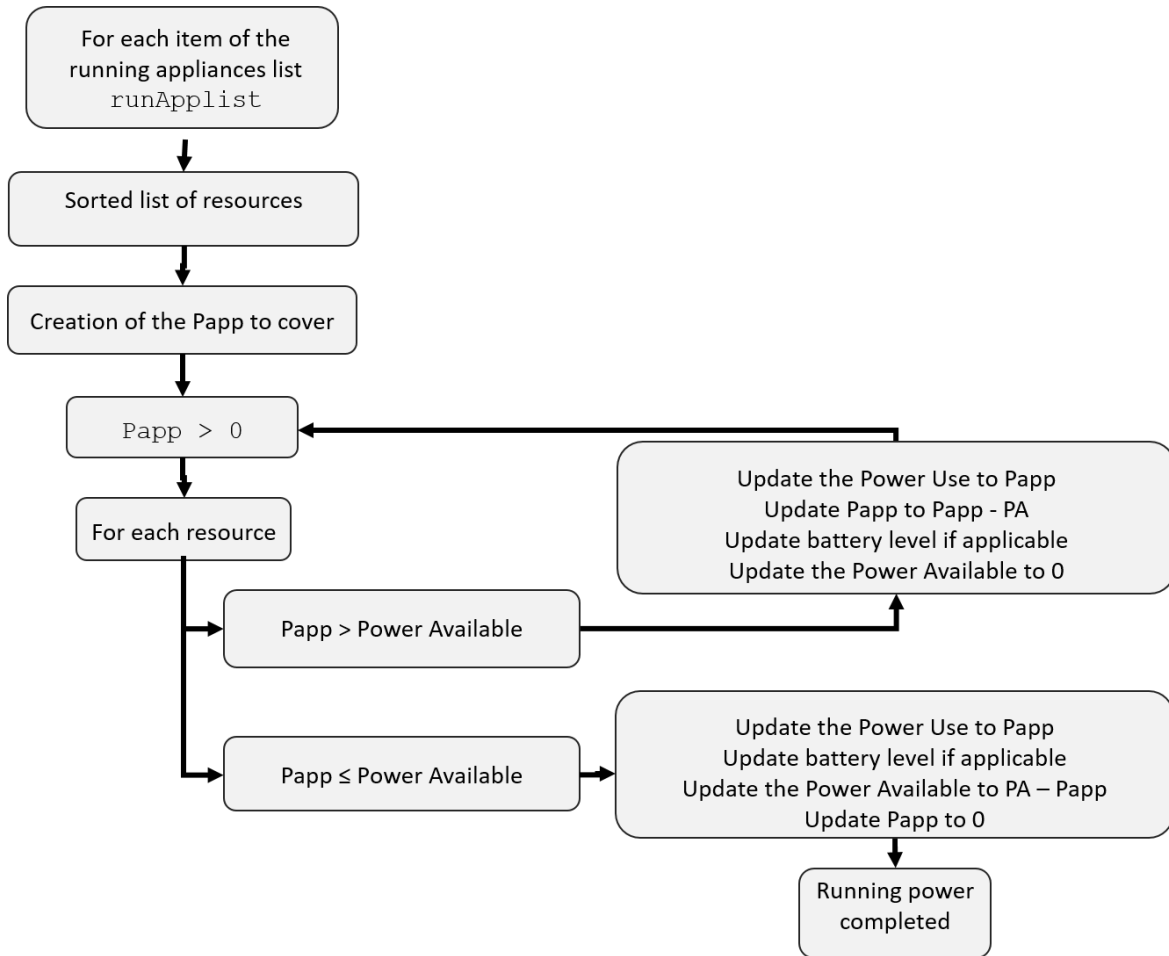 For each item of the
running appliances list
runApplist
Sorted list of resources
Creation of the Papp to cover
Papp > 0
For each resource
Update the Power Use to Papp
Update Papp to Papp - PA
Update battery level if applicable
Update the Power Available to 0
Papp > Power Available
Papp ≤ Power Available
Update the Power Use to Papp
Update battery level if applicable
Update the Power Available to PA – Papp
Update Papp to 0
Running power
completed